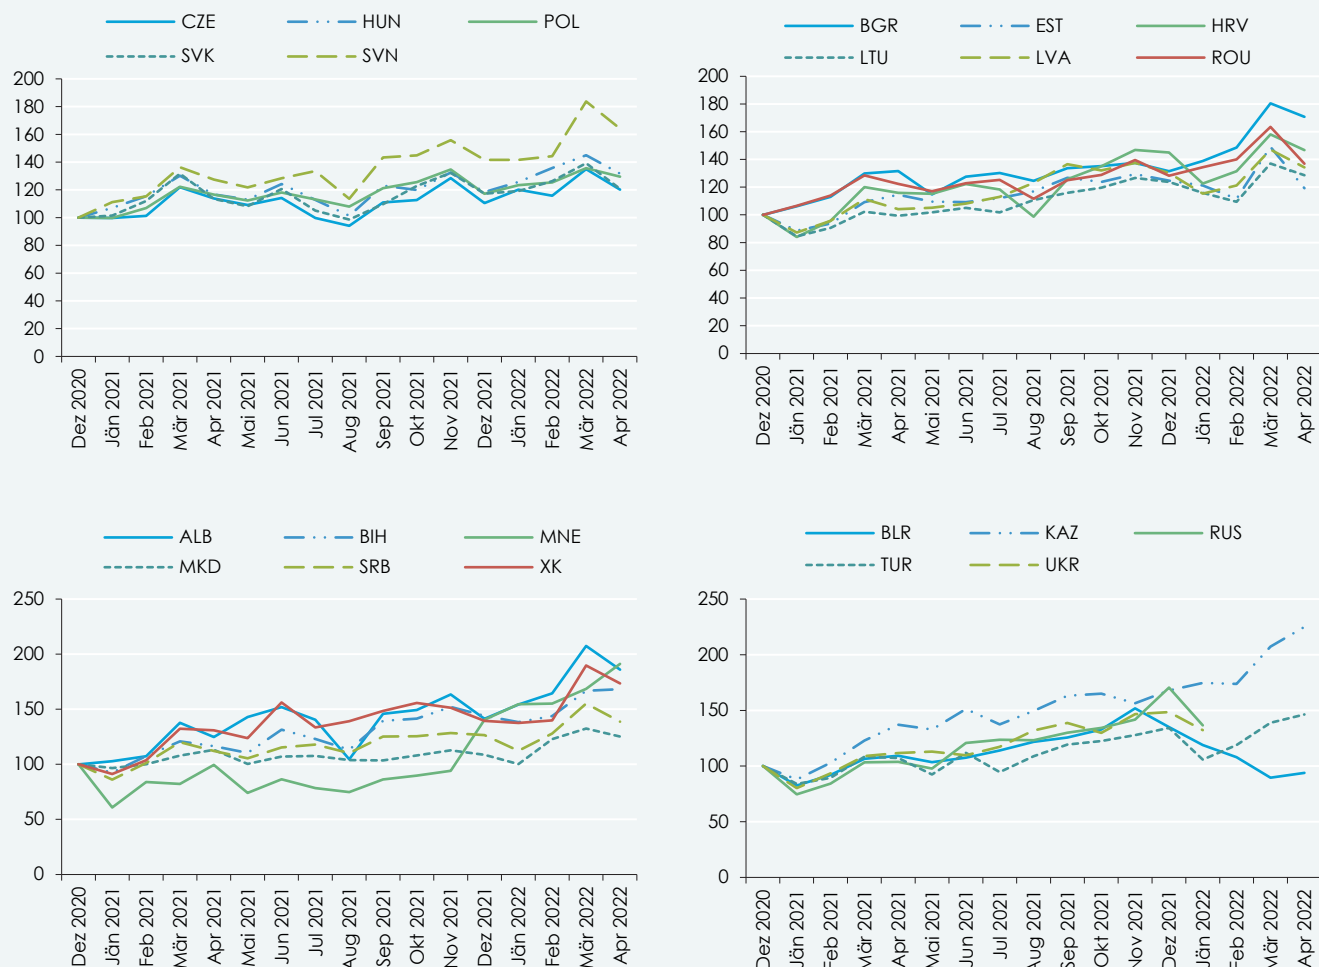 CZE HUN POL
SVK SVN
200
180
160
140
120
100
80
60
40
20
0
Dez 2020
Jän 2021
Feb 2021
Mär 2021
Apr 2021
Mai 2021
Jun 2021
Jul 2021
Aug 2021
Sep 2021
Okt 2021
Nov 2021
Dez 2021
Jän 2022
Feb 2022
Mär 2022
Apr 2022
BGR EST HRV
LTU LVA ROU
200
180
160
140
120
100
80
60
40
20
0
Dez 2020
Jän 2021
Feb 2021
Mär 2021
Apr 2021
Mai 2021
Jun 2021
Jul 2021
Aug 2021
Sep 2021
Okt 2021
Nov 2021
Dez 2021
Jän 2022
Feb 2022
Mär 2022
Apr 2022
ALB BIH MNE
MKD SRB XK
250
200
150
100
50
0
Dez 2020
Jän 2021
Feb 2021
Mär 2021
Apr 2021
Mai 2021
Jun 2021
Jul 2021
Aug 2021
Sep 2021
Okt 2021
Nov 2021
Dez 2021
Jän 2022
Feb 2022
Mär 2022
Apr 2022
BLR KAZ RUS
TUR UKR
250
200
150
100
50
0
Dez 2020
Jän 2021
Feb 2021
Mär 2021
Apr 2021
Mai 2021
Jun 2021
Jul 2021
Aug 2021
Sep 2021
Okt 2021
Nov 2021
Dez 2021
Jän 2022
Feb 2022
Mär 2022
Apr 2022